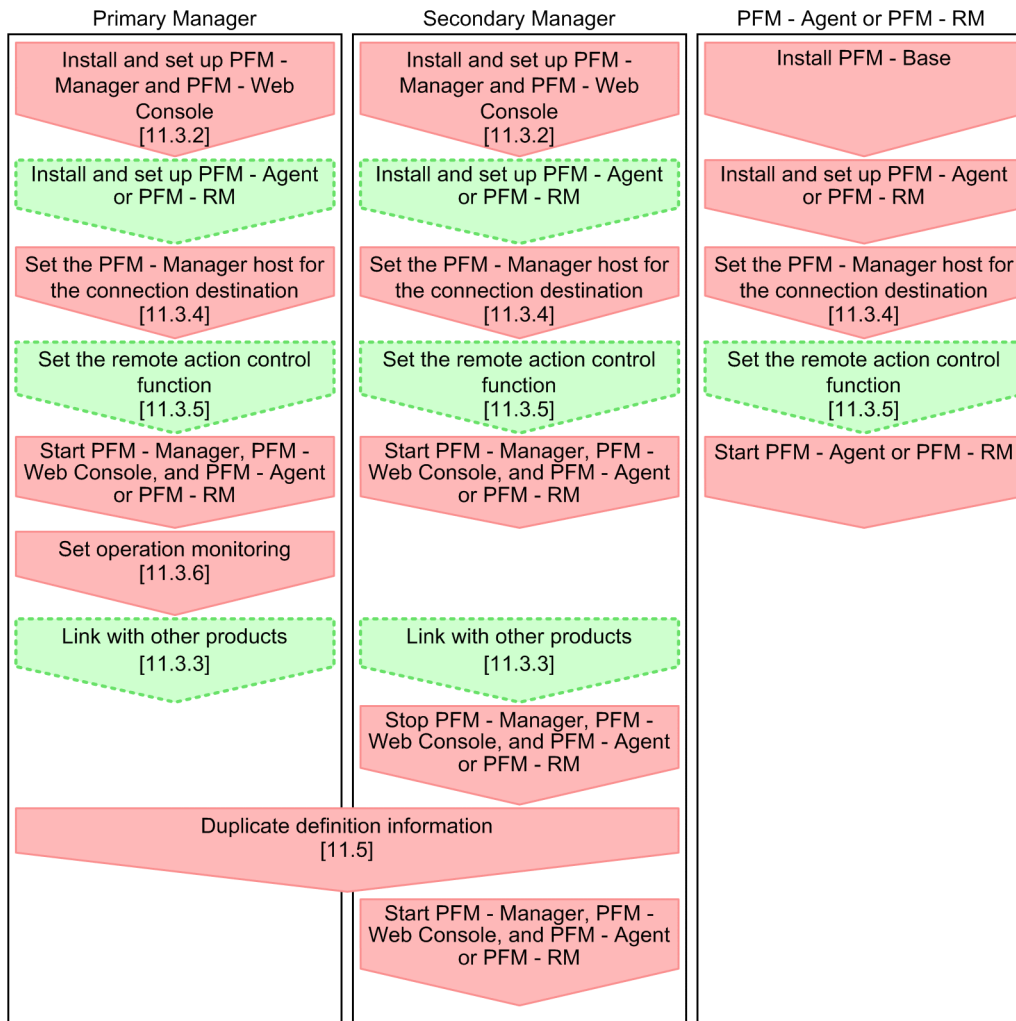 Primary Manager
Secondary Manager
PFM - Agent or PFM - RM
Install and set up PFM -
Manager and PFM - Web
Console
[11.3.2]
Install and set up PFM -
Manager and PFM - Web
Console
[11.3.2]
Install PFM - Base
Install and set up PFM - Agent
or PFM - RM
Install and set up PFM - Agent
or PFM - RM
Install and set up PFM - Agent
or PFM - RM
Set the PFM - Manager host for
the connection destination
[11.3.4]
Set the PFM - Manager host for
the connection destination
[11.3.4]
Set the PFM - Manager host for
the connection destination
[11.3.4]
Set the remote action control
function
[11.3.5]
Set the remote action control
function
[11.3.5]
Set the remote action control
function
[11.3.5]
Start PFM - Manager, PFM -
Web Console, and PFM - Agent
or PFM - RM
Start PFM - Manager, PFM -
Web Console, and PFM - Agent
or PFM - RM
Start PFM - Agent or PFM - RM
Set operation monitoring
[11.3.6]
Link with other products
[11.3.3]
Link with other products
[11.3.3]
Stop PFM - Manager, PFM -
Web Console, and PFM - Agent
or PFM - RM
Duplicate definition information
[11.5]
Start PFM - Manager, PFM -
Web Console, and PFM - Agent
or PFM - RM